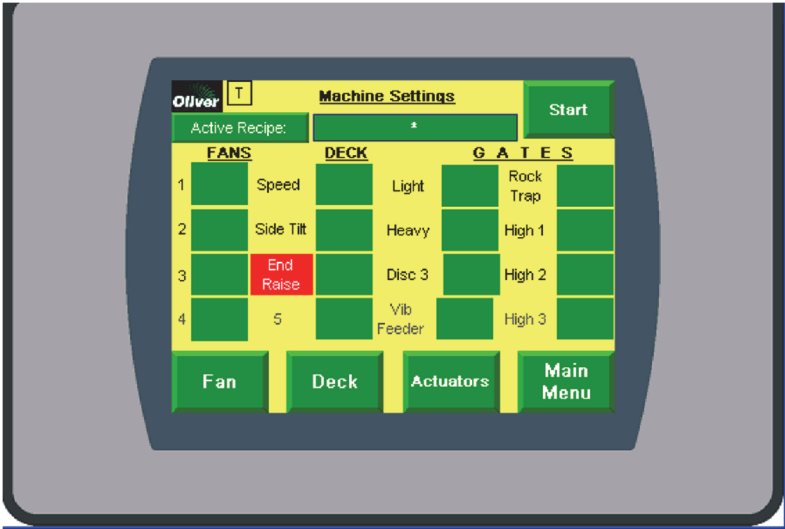 Oliver T Machine Settings Start
Active Recipe: *
FANS DECK G A T E S
1 Speed Light Rock
Trap
2 Side Tilt Heavy High 1
3 End
Raise Disc 3 High 2
4 5 Vib
Feeder High 3
Fan Deck Actuators Main
Menu